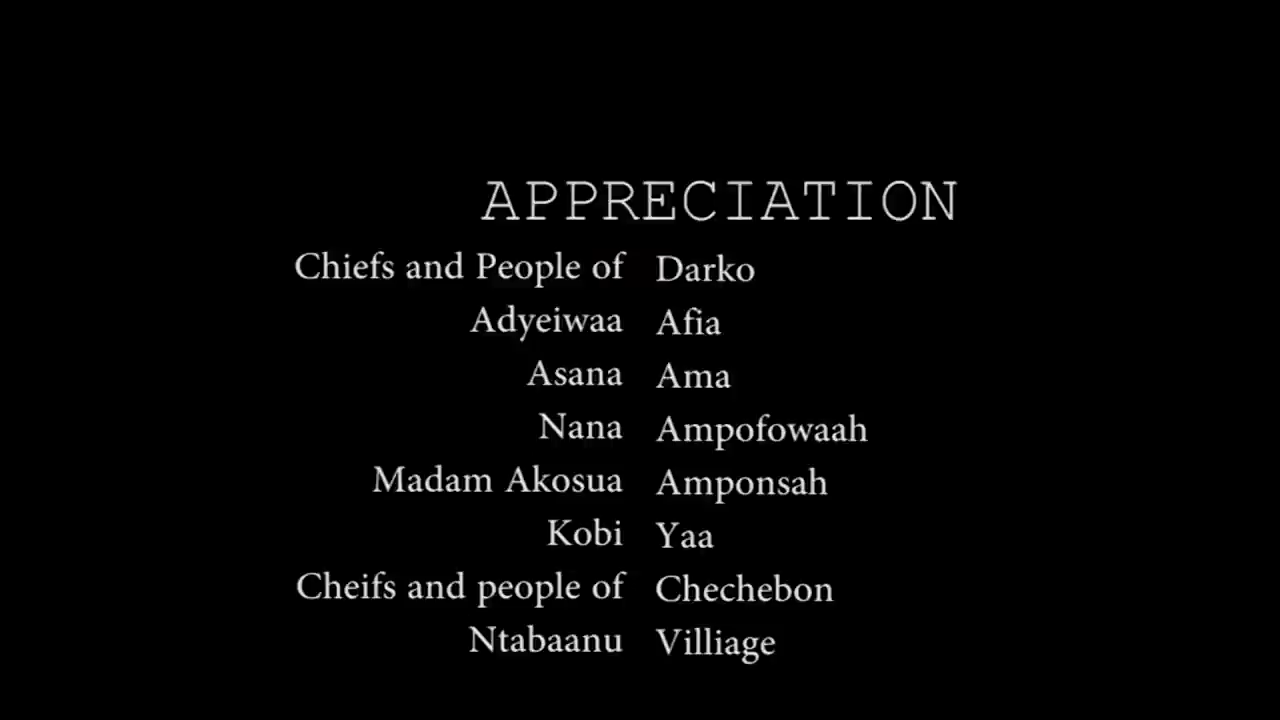 APPRECIATION
Chiefs and People of Darko
Adyeiwaa Afia
Asana Ama
Nana Ampofowaah
Madam Akosua Amponsah
Kobi Yaa
Cheifs and people of Chechebon
Ntabaanu Villiage